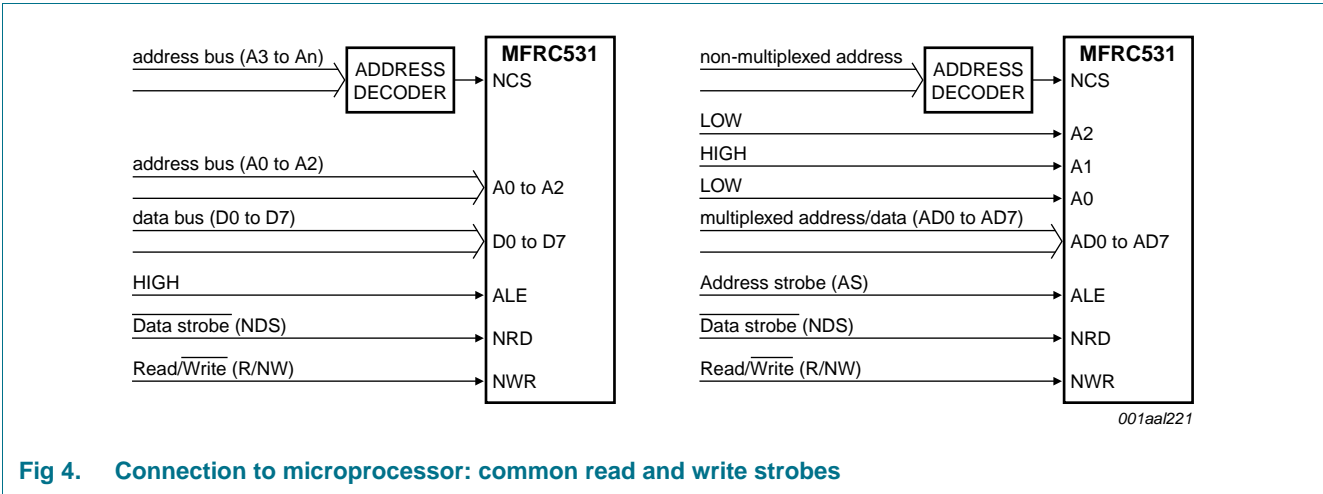 address bus (A3 to An)
ADDRESS
DECODER
MFRC531
NCS
address bus (A0 to A2)
A0 to A2
data bus (D0 to D7)
D0 to D7
HIGH
ALE
Data strobe (NDS)
NRD
Read/Write (R/NW)
NWR
non-multiplexed address
ADDRESS
DECODER
MFRC531
NCS
LOW
A2
HIGH
A1
LOW
A0
multiplexed address/data (AD0 to AD7)
AD0 to AD7
Address strobe (AS)
ALE
Data strobe (NDS)
NRD
Read/Write (R/NW)
NWR
001aal221
Fig 4. Connection to microprocessor: common read and write strobes